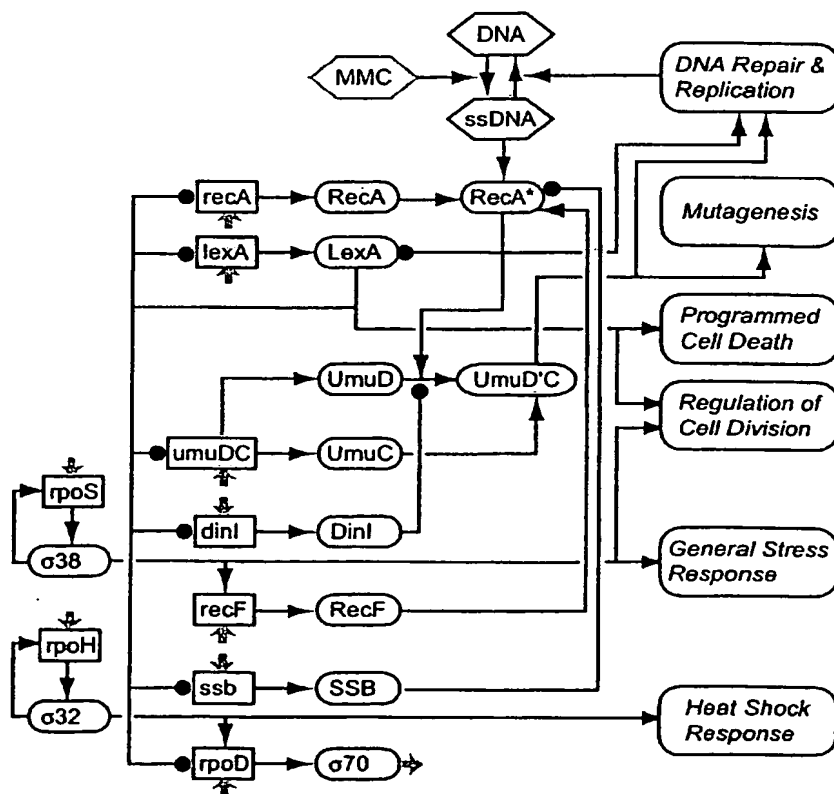 DNA
MMC
DNA Repair &
Replication
ssDNA
recA
RecA
RecA*
Mutagenesis
lexA
LexA
Programmed
Cell Death
UmuD
UmuD'C
Regulation of
Cell Division
umuDC
UmuC
rpoS
dinI
DinI
σ38
General Stress
Response
recF
RecF
rpoH
ssb
SSB
σ32
Heat Shock
Response
rpoD
σ70